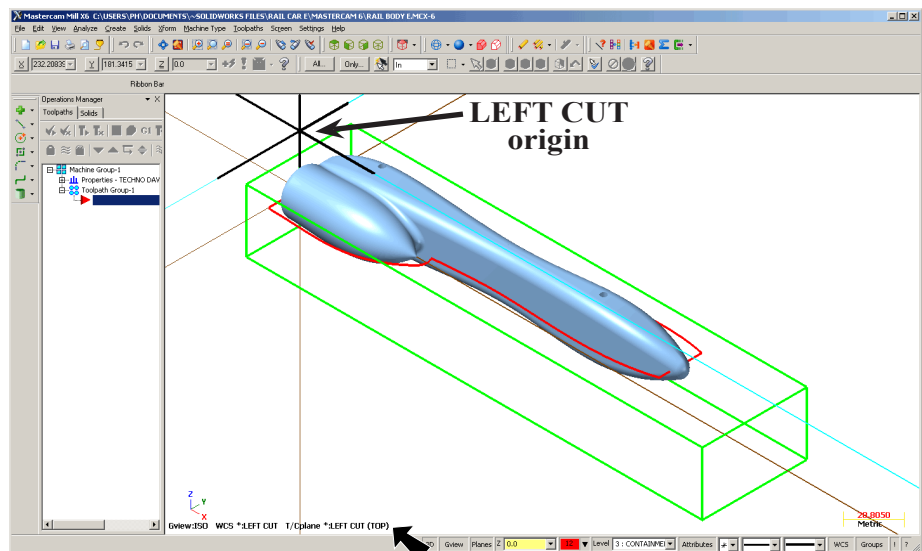 Mastercam Mill X6 C:\USERS\PH\DOCUMENTS\~SOLIDWORKS FILES\RAIL CAR E\MASTERCAM 6\RAIL BODY E.MCX-6
File Edit View Analyze Create Solids Xform Machine Type Toolpaths Screen Settings Help
X 232.20835 Y 181.3415 Z 0.0 All... Only... In
Ribbon Bar
Operations Manager
Toolpaths Solids
G1
Machine Group-1
Properties - TECHNO DAV
Toolpath Group-1
LEFT CUT
origin
Z
Y
X
Gview:ISO WCS *:LEFT CUT T/Cplane *:LEFT CUT (TOP)
20.8050
Metric
Gview Planes Z 0.0 12 Level 3 : CONTAINME Attributes WCS Groups ! ?